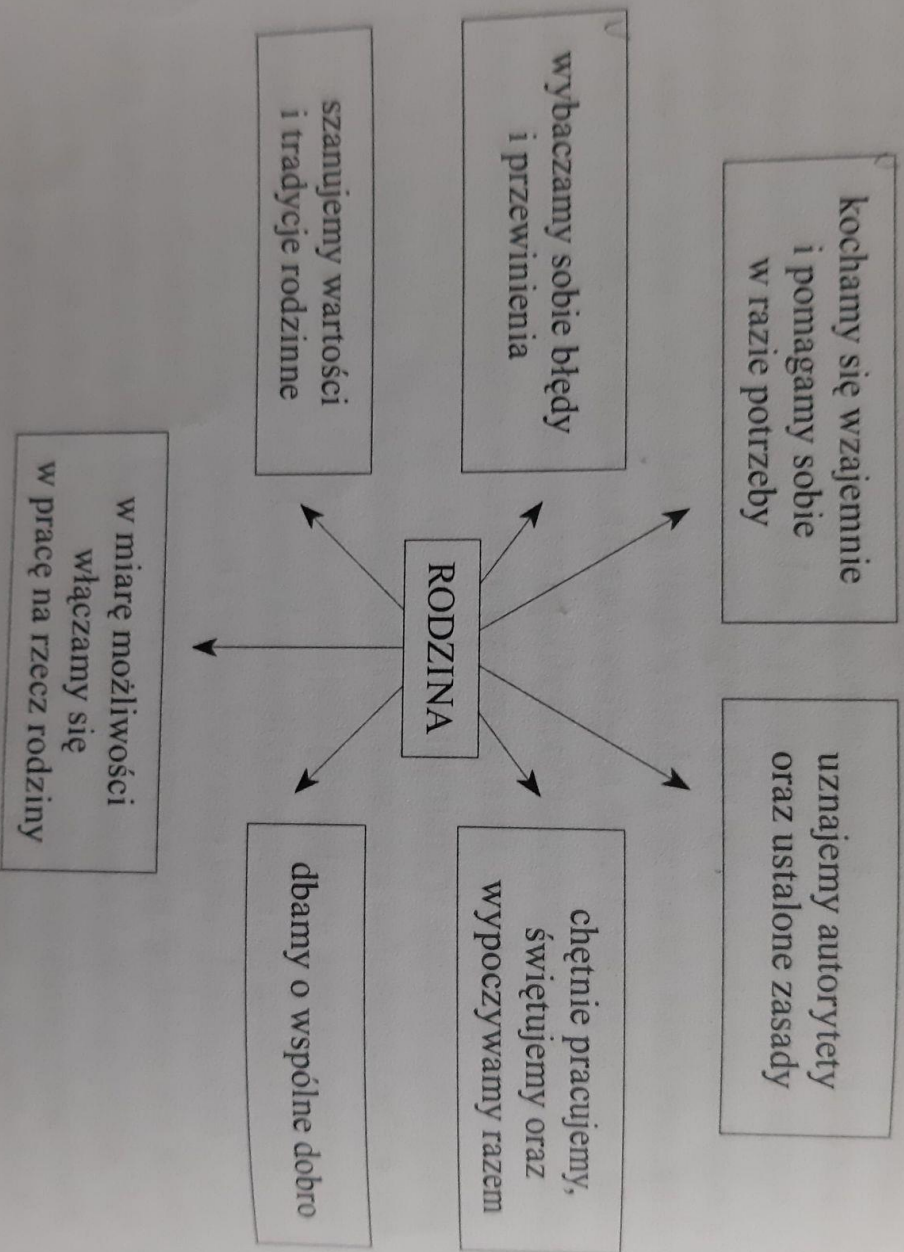 kochamy się wzajemnie
i pomagamy sobie
w razie potrzeby
uznajemy autorytety
oraz ustalone zasady
wybaczamy sobie błędy
i przewinienia
chętnie pracujemy,
świętujemy oraz
wypoczywamy razem
RODZINA
szanujemy wartości
i tradycje rodzinne
dbamy o wspólne dobro
w miarę możliwości
włączamy się
w pracę na rzecz rodziny